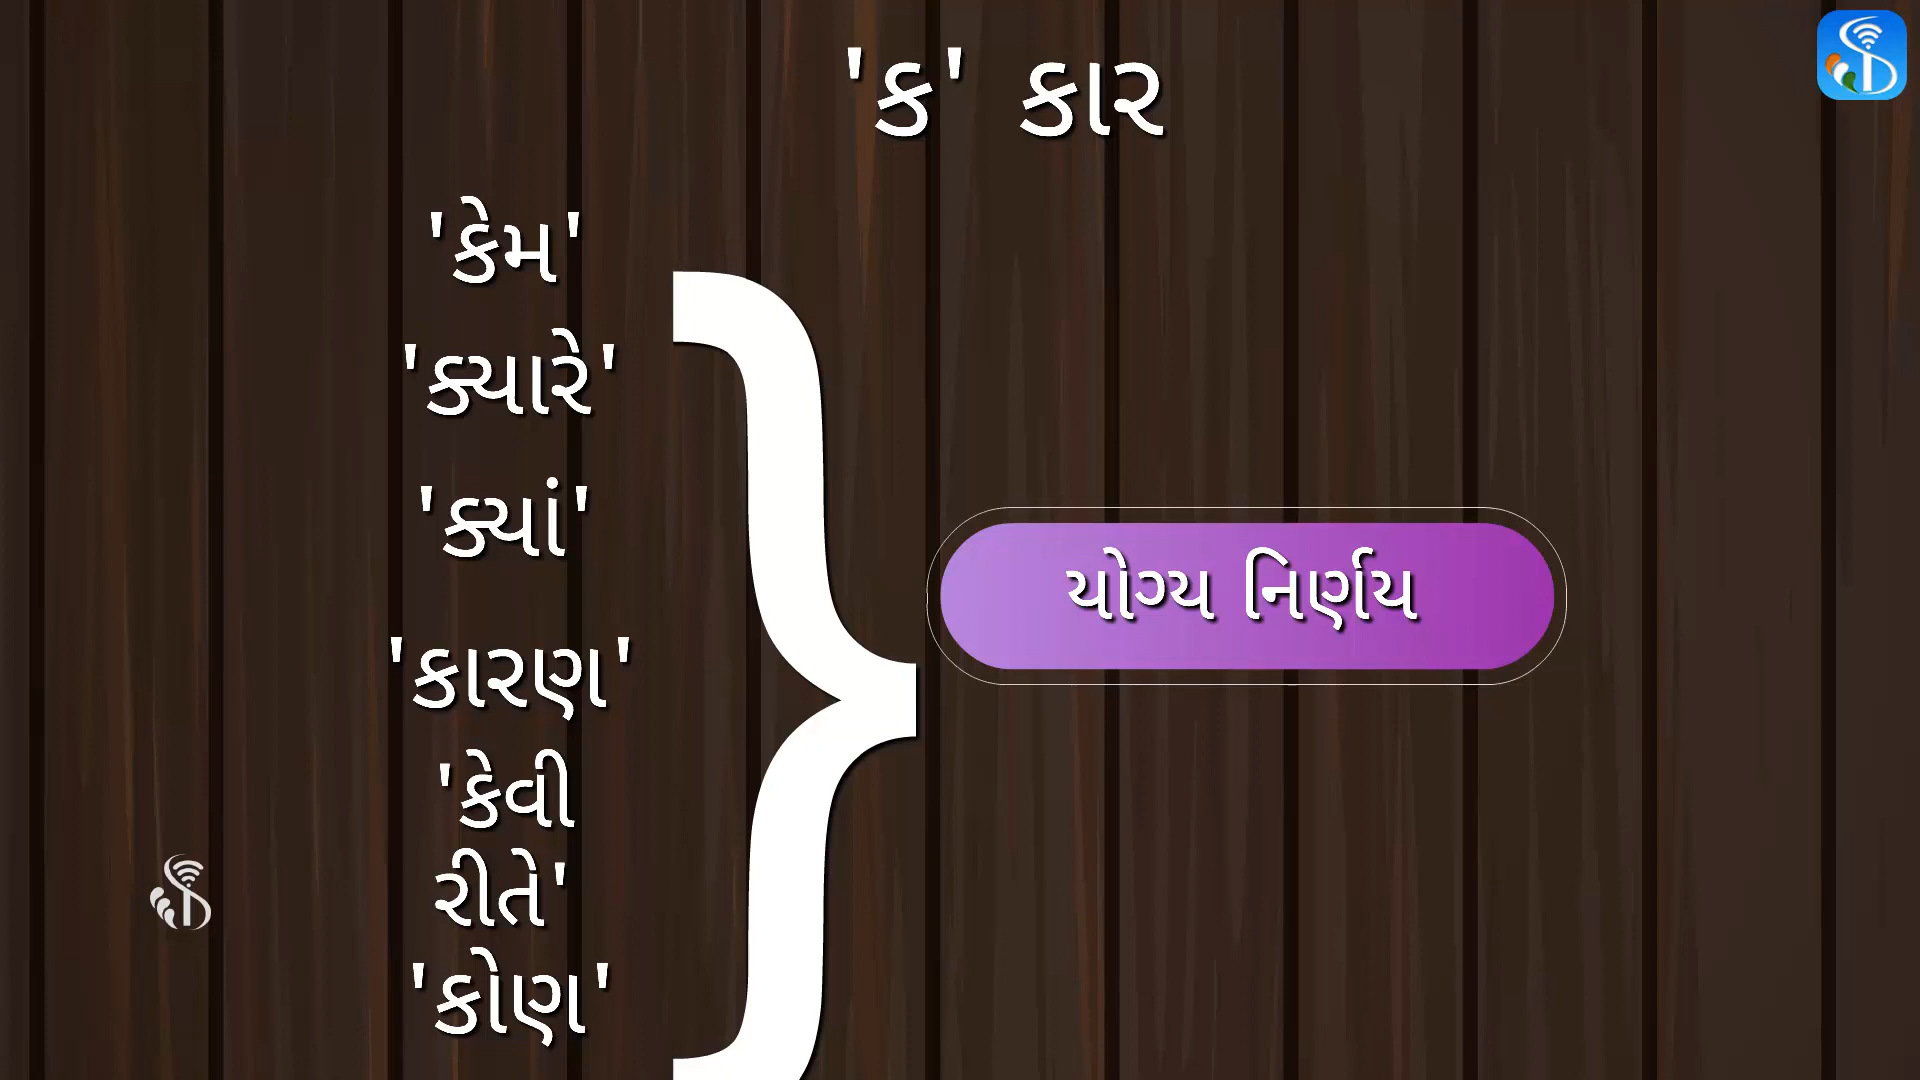 'ક' કાર
'કેમ'
'ક્યારે'
'ક્યાં'
'કારણ'
'કેવી
રીતે'
'કોણ'
યોગ્ય નિર્ણય